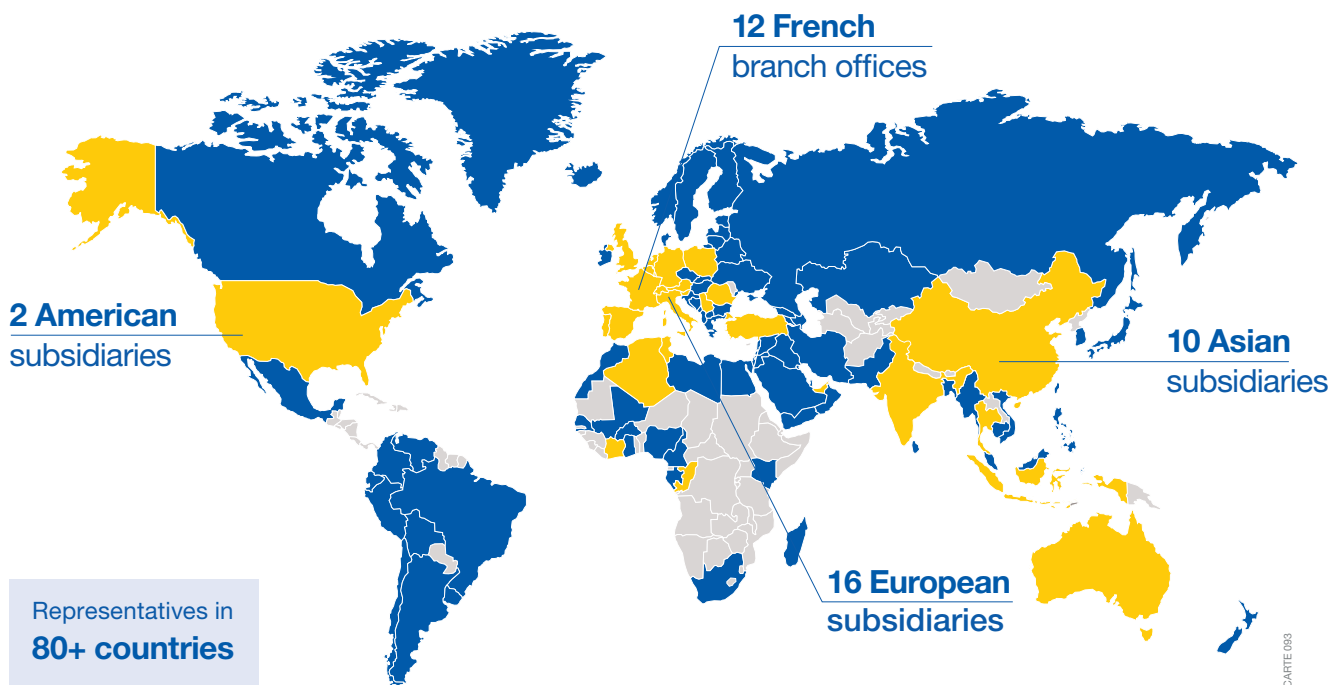 12 French
branch offices
2 American
subsidiaries
10 Asian
subsidiaries
16 European
subsidiaries
Representatives in
80+ countries
CARTE 093